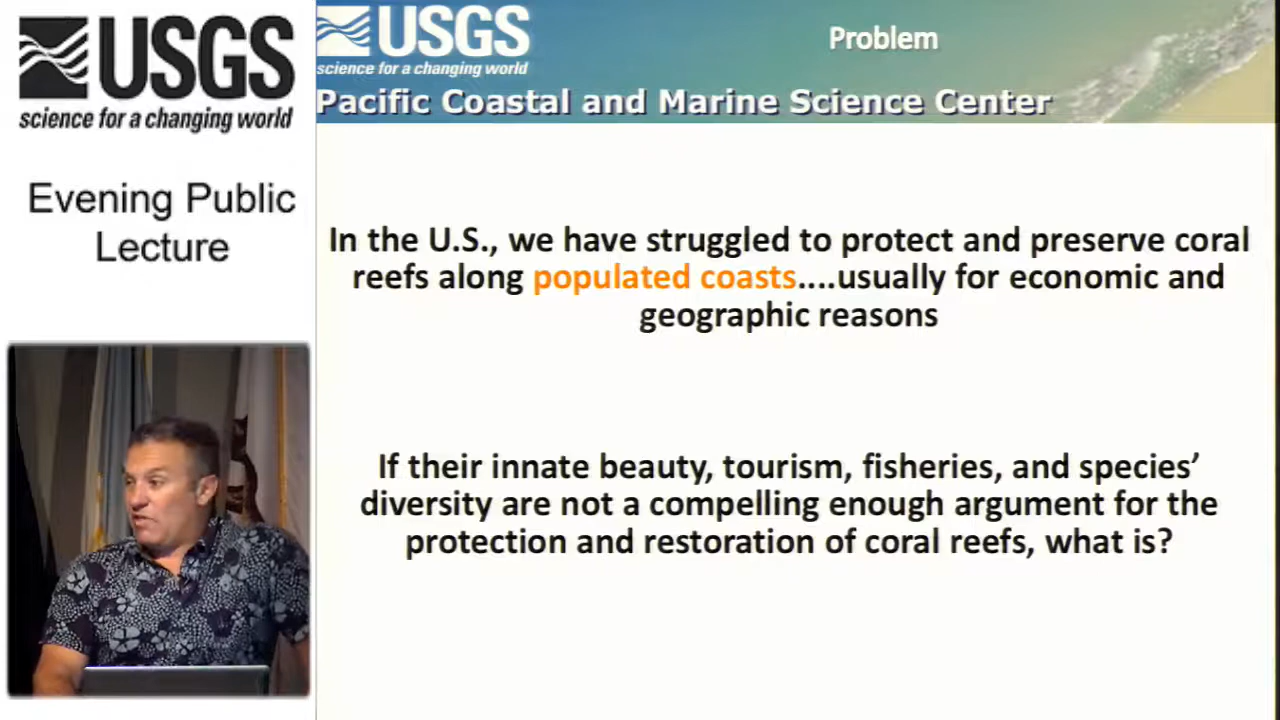 USGS
science for a changing world
Evening Public
Lecture
USGS
science for a changing world
Problem
Pacific Coastal and Marine Science Center
In the U.S., we have struggled to protect and preserve coral
reefs along populated coasts....usually for economic and
geographic reasons
If their innate beauty, tourism, fisheries, and species’
diversity are not a compelling enough argument for the
protection and restoration of coral reefs, what is?